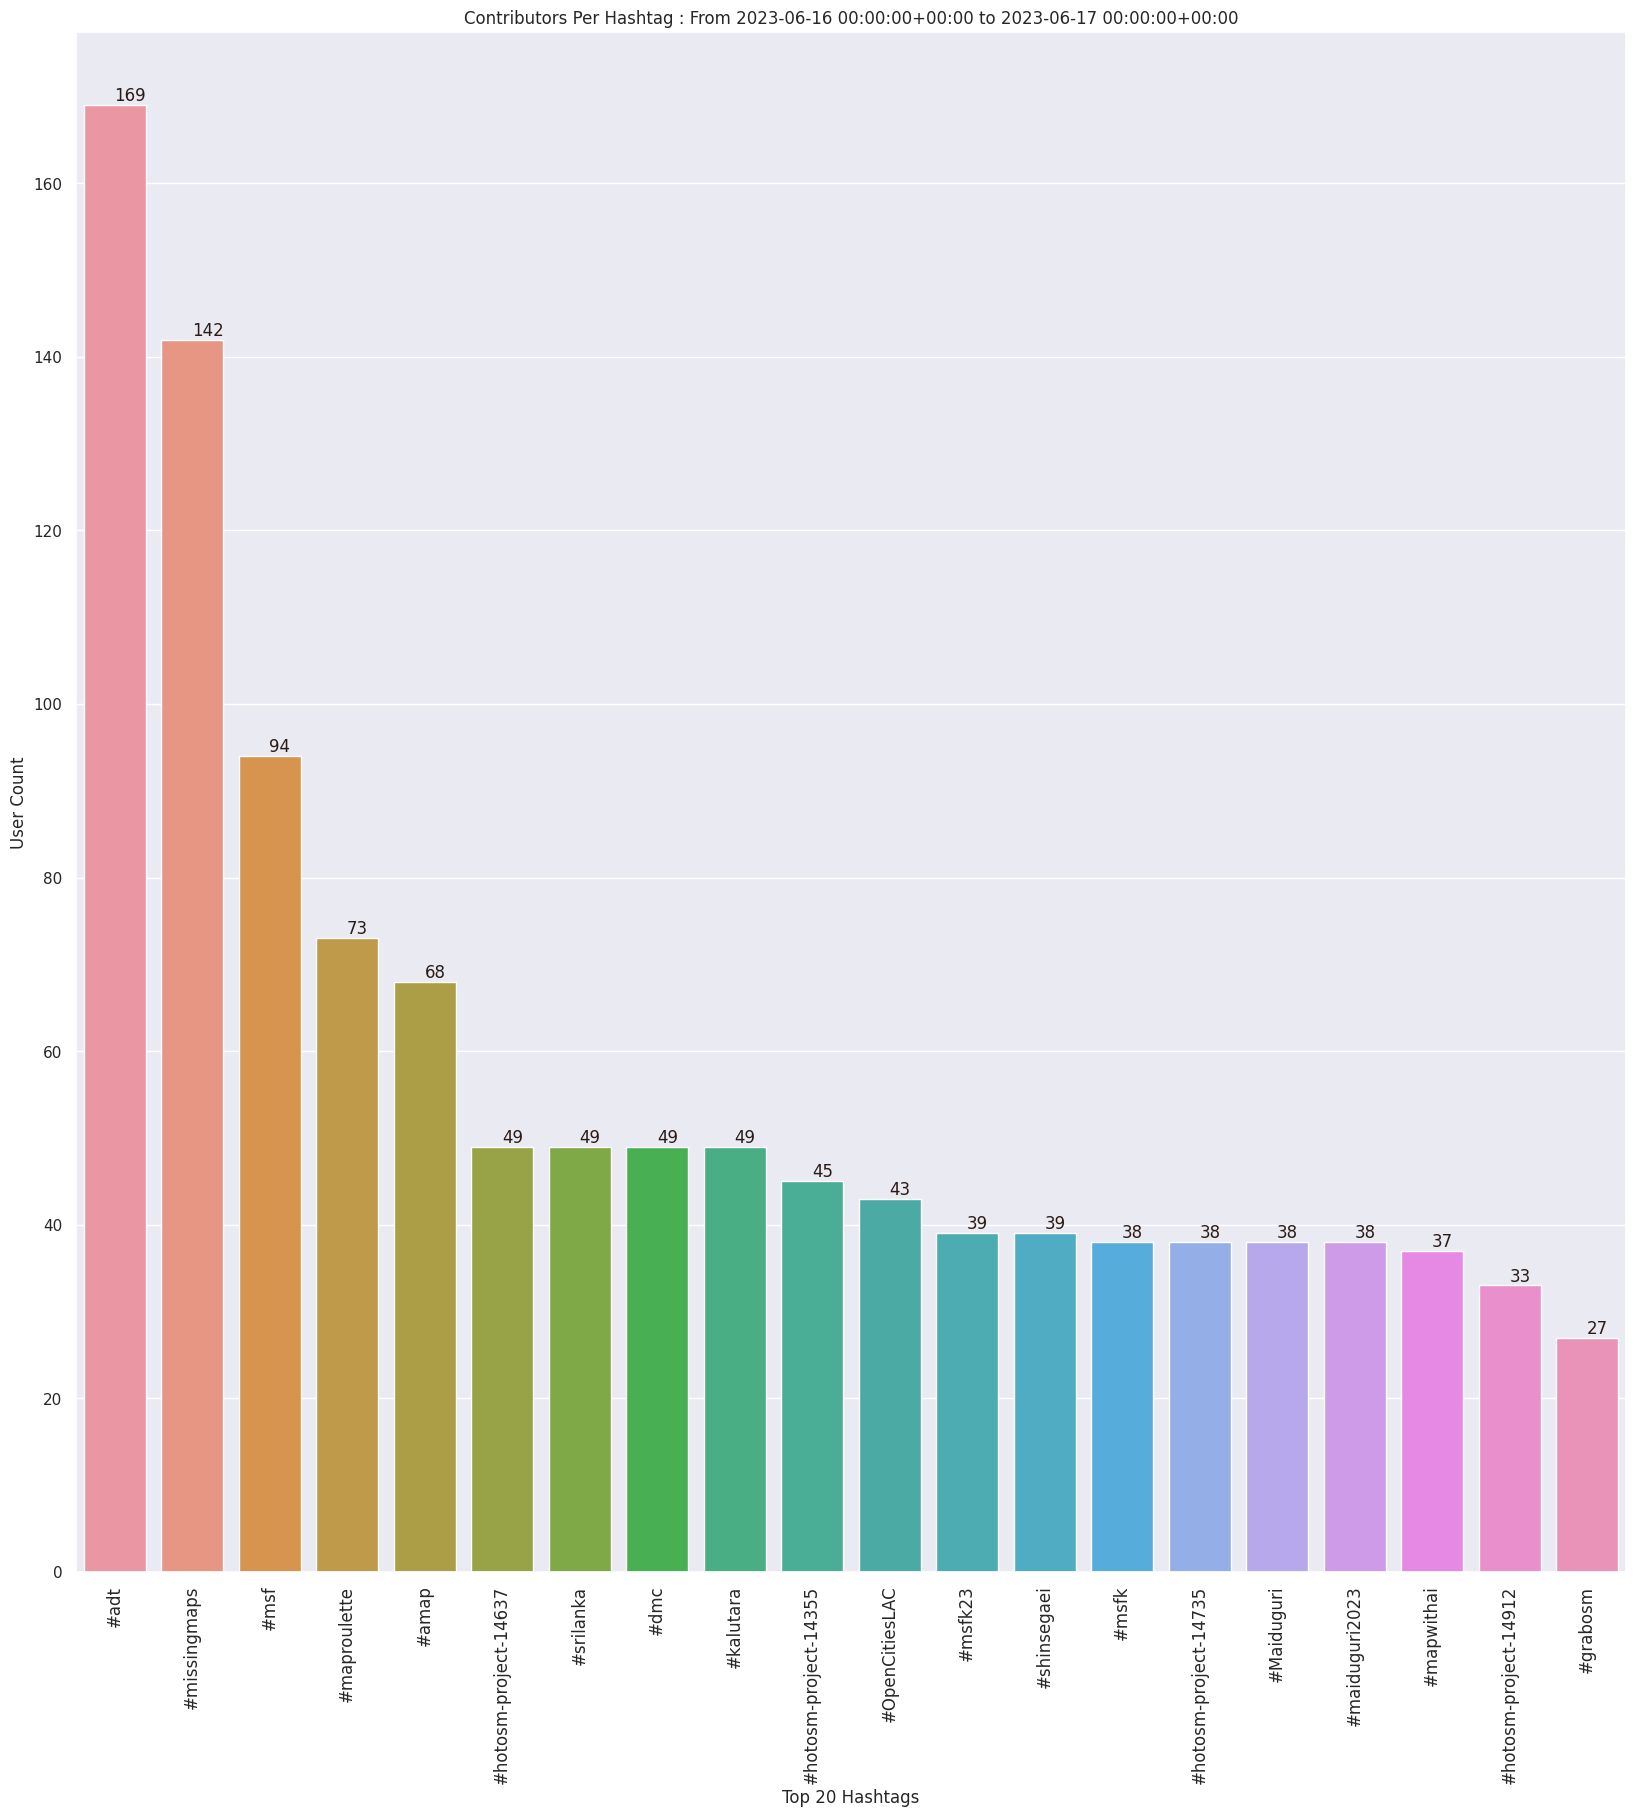 Contributors Per Hashtag : From 2023-06-16 00:00:00+00:00 to 2023-06-17 00:00:00+00:00
User Count
160
140
120
100
80
60
40
20
0
169
142
94
73
68
49
49
49
49
45
43
39
39
38
38
38
38
37
33
27
#adt
#missingmaps
#msf
#maproulette
#amap
#hotosm-project-14637
#srilanka
#dmc
#kalutara
#hotosm-project-14355
#OpenCitiesLAC
#msfk23
#shinsegaei
#msfk
#hotosm-project-14735
#Maiduguri
#maiduguri2023
#mapwithai
#hotosm-project-14912
#grabosm
Top 20 Hashtags